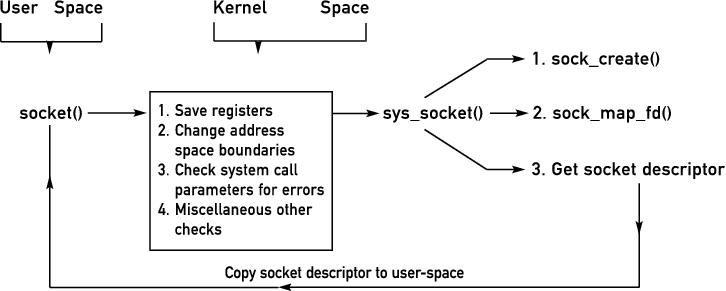 User Space
Kernel Space
socket()
1. Save registers
2. Change address
space boundaries
3. Check system call
parameters for errors
4. Miscellaneous other
checks
sys_socket()
1. sock_create()
2. sock_map_fd()
3. Get socket descriptor
Copy socket descriptor to user-space